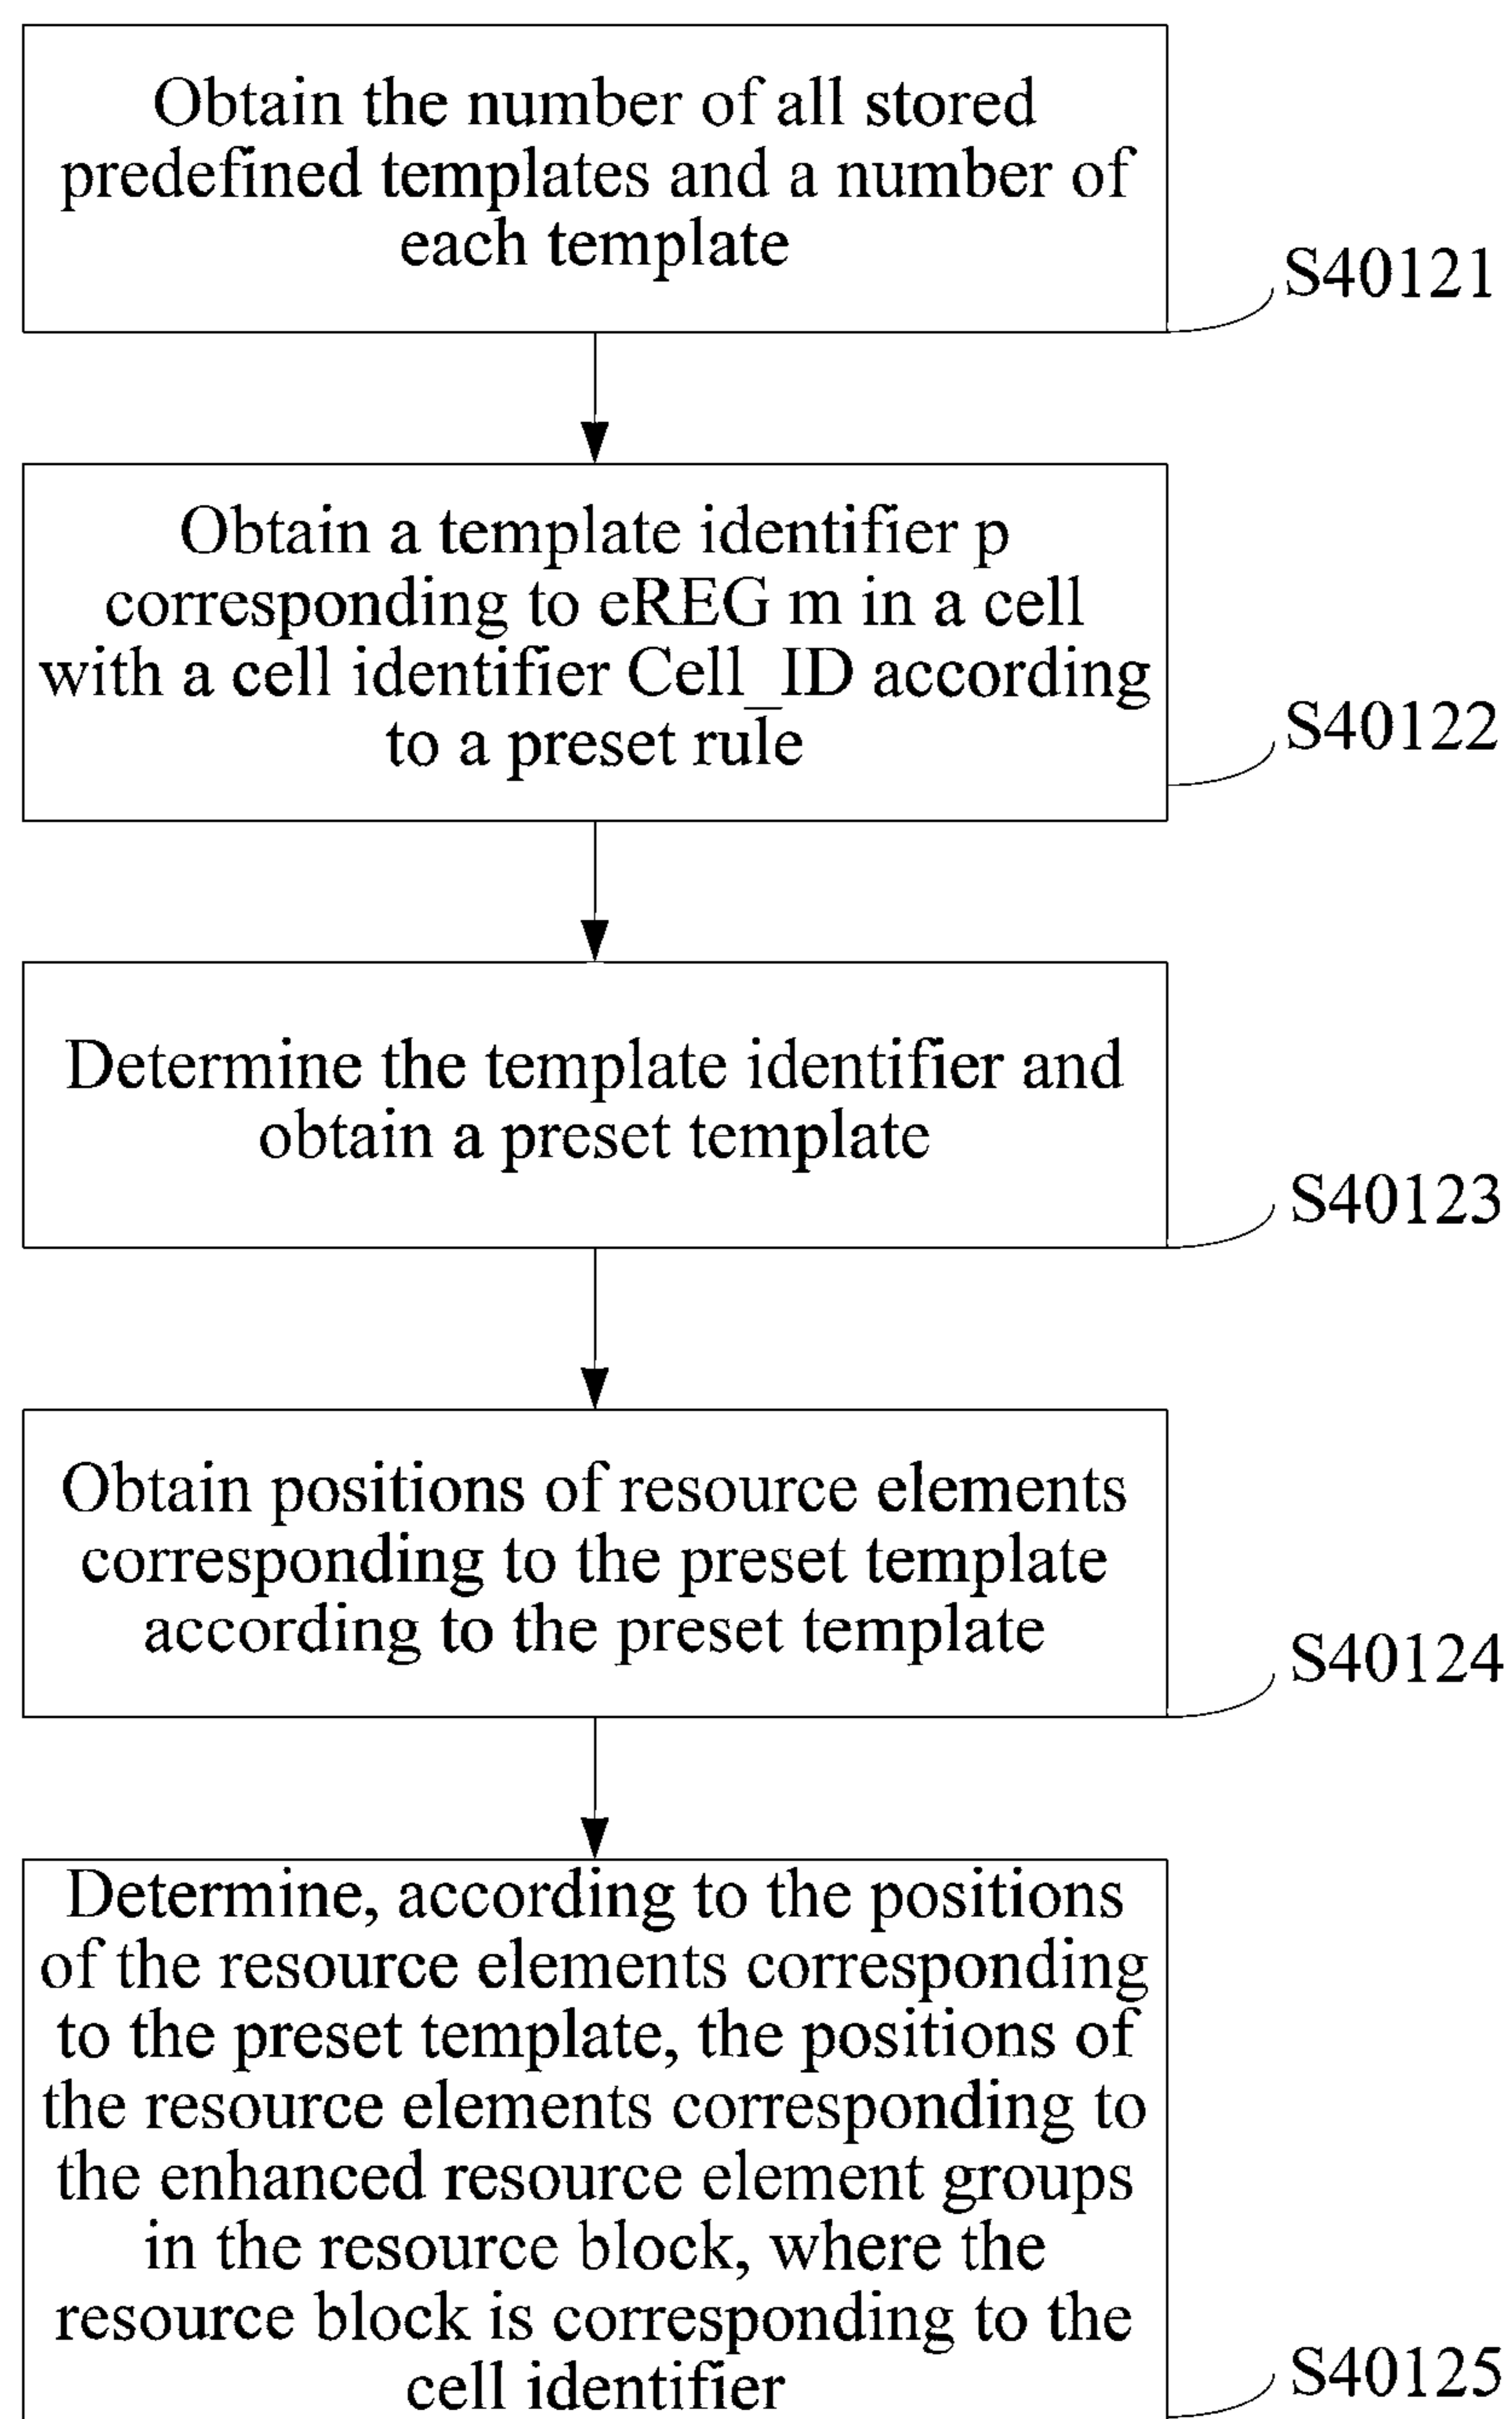 Obtain the number of all stored
predefined templates and a number of
each template
S40121
Obtain a template identifier p
corresponding to eREG m in a cell
with a cell identifier Cell_ID according
to a preset rule
S40122
Determine the template identifier and
obtain a preset template
S40123
Obtain positions of resource elements
corresponding to the preset template
according to the preset template
S40124
Determine, according to the positions
of the resource elements corresponding
to the preset template, the positions of
the resource elements corresponding to
the enhanced resource element groups
in the resource block, where the
resource block is corresponding to the
cell identifier
S40125